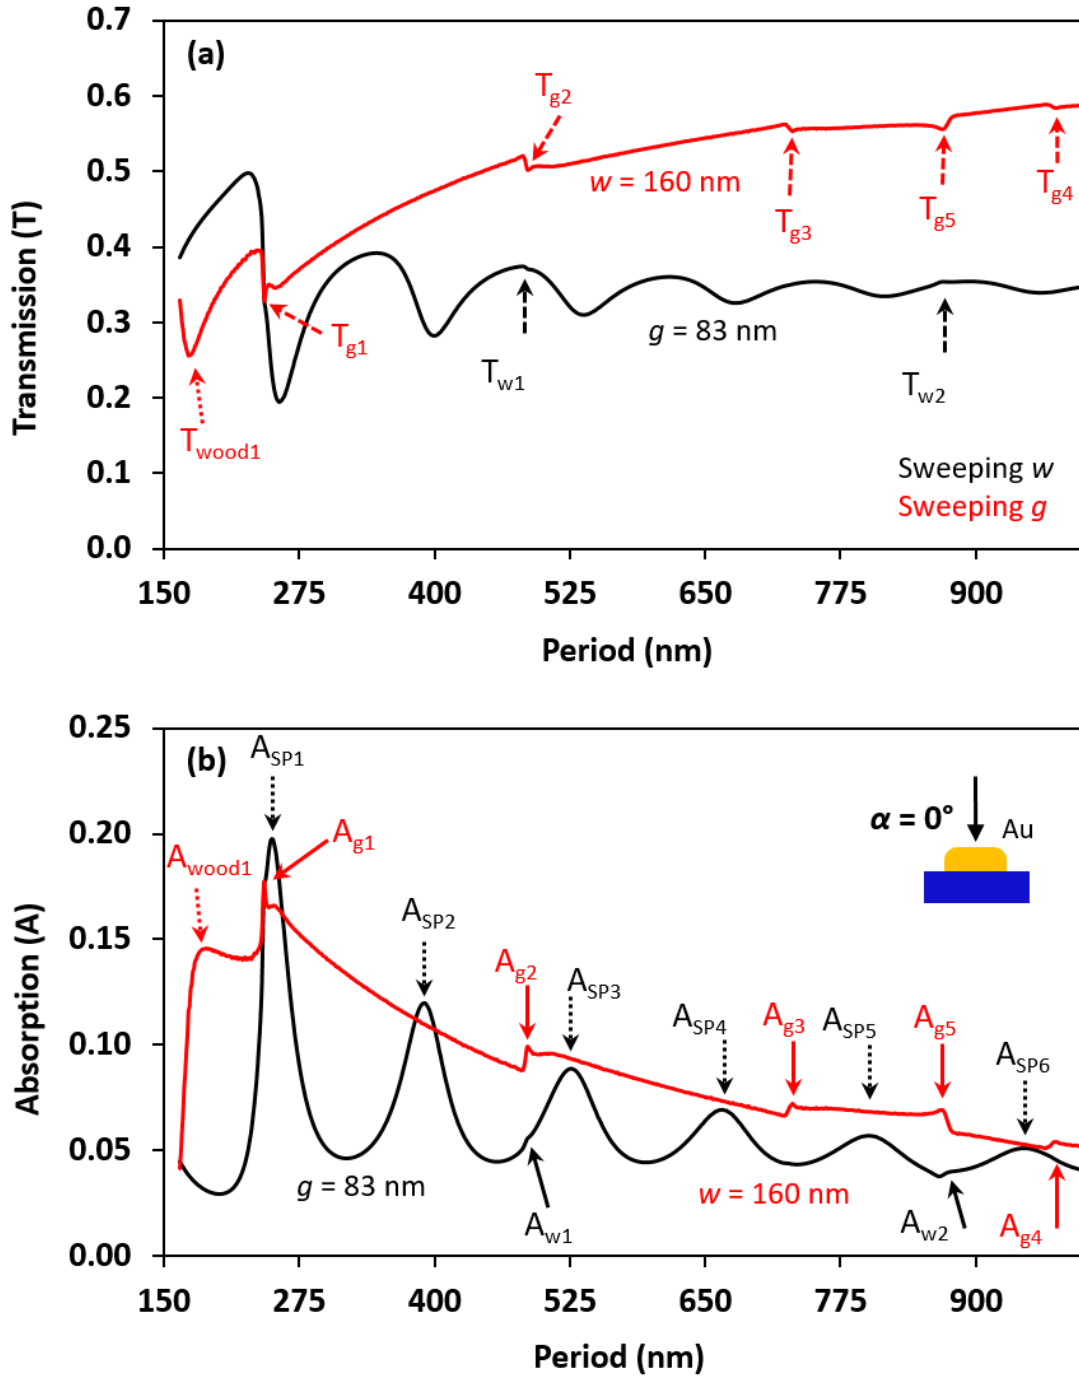 (a)
0.7
0.6
0.5
0.4
0.3
0.2
0.1
0.0
Transmission (T)
T_g2
w = 160 nm
T_g3
T_g5
T_g4
T_g1
T_w1
g = 83 nm
T_w2
T_wood1
Sweeping w
Sweeping g
150 275 400 525 650 775 900
Period (nm)
(b)
0.25
0.20
0.15
0.10
0.05
0.00
Absorption (A)
A_SP1
α = 0°
Au
A_wood1
A_g1
A_SP2
A_g2
A_SP3
A_SP4
A_g3
A_SP5
A_g5
A_SP6
g = 83 nm
w = 160 nm
A_w1
A_w2
A_g4
150 275 400 525 650 775 900
Period (nm)